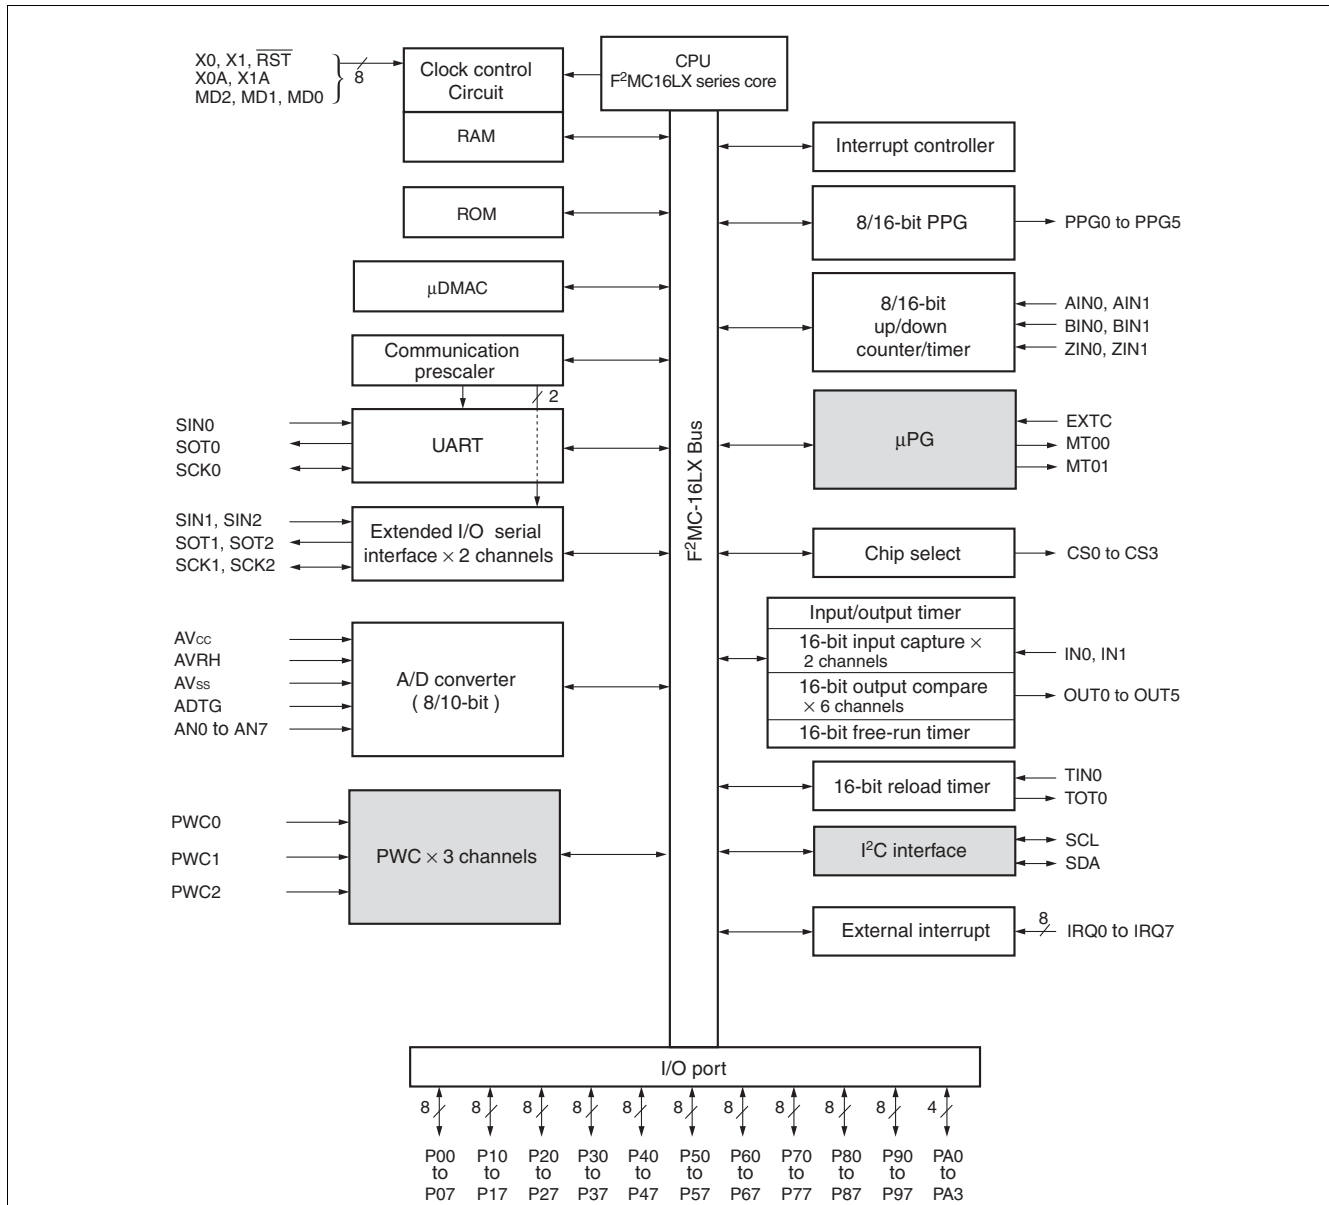 X0, X1, RST
X0A, X1A
MD2, MD1, MD0
8
Clock control
Circuit
CPU
F²MC16LX series core
RAM
Interrupt controller
ROM
8/16-bit PPG
PPG0 to PPG5
µDMAC
8/16-bit
up/down
counter/timer
AIN0, AIN1
BIN0, BIN1
ZIN0, ZIN1
Communication
prescaler
2
SIN0
SOT0
SCK0
UART
µPG
EXTC
MT00
MT01
F²MC-16LX Bus
SIN1, SIN2
SOT1, SOT2
SCK1, SCK2
Extended I/O serial
interface × 2 channels
Chip select
CS0 to CS3
Input/output timer
16-bit input capture ×
2 channels
16-bit output compare
× 6 channels
16-bit free-run timer
IN0, IN1
OUT0 to OUT5
AVcc
AVRH
AVss
ADTG
AN0 to AN7
A/D converter
( 8/10-bit )
16-bit reload timer
TIN0
TOT0
PWC0
PWC1
PWC2
PWC × 3 channels
I²C interface
SCL
SDA
External interrupt
8
IRQ0 to IRQ7
I/O port
8 8 8 8 8 8 8 8 8 8 4
P00 P10 P20 P30 P40 P50 P60 P70 P80 P90 PA0
to to to to to to to to to to to
P07 P17 P27 P37 P47 P57 P67 P77 P87 P97 PA3